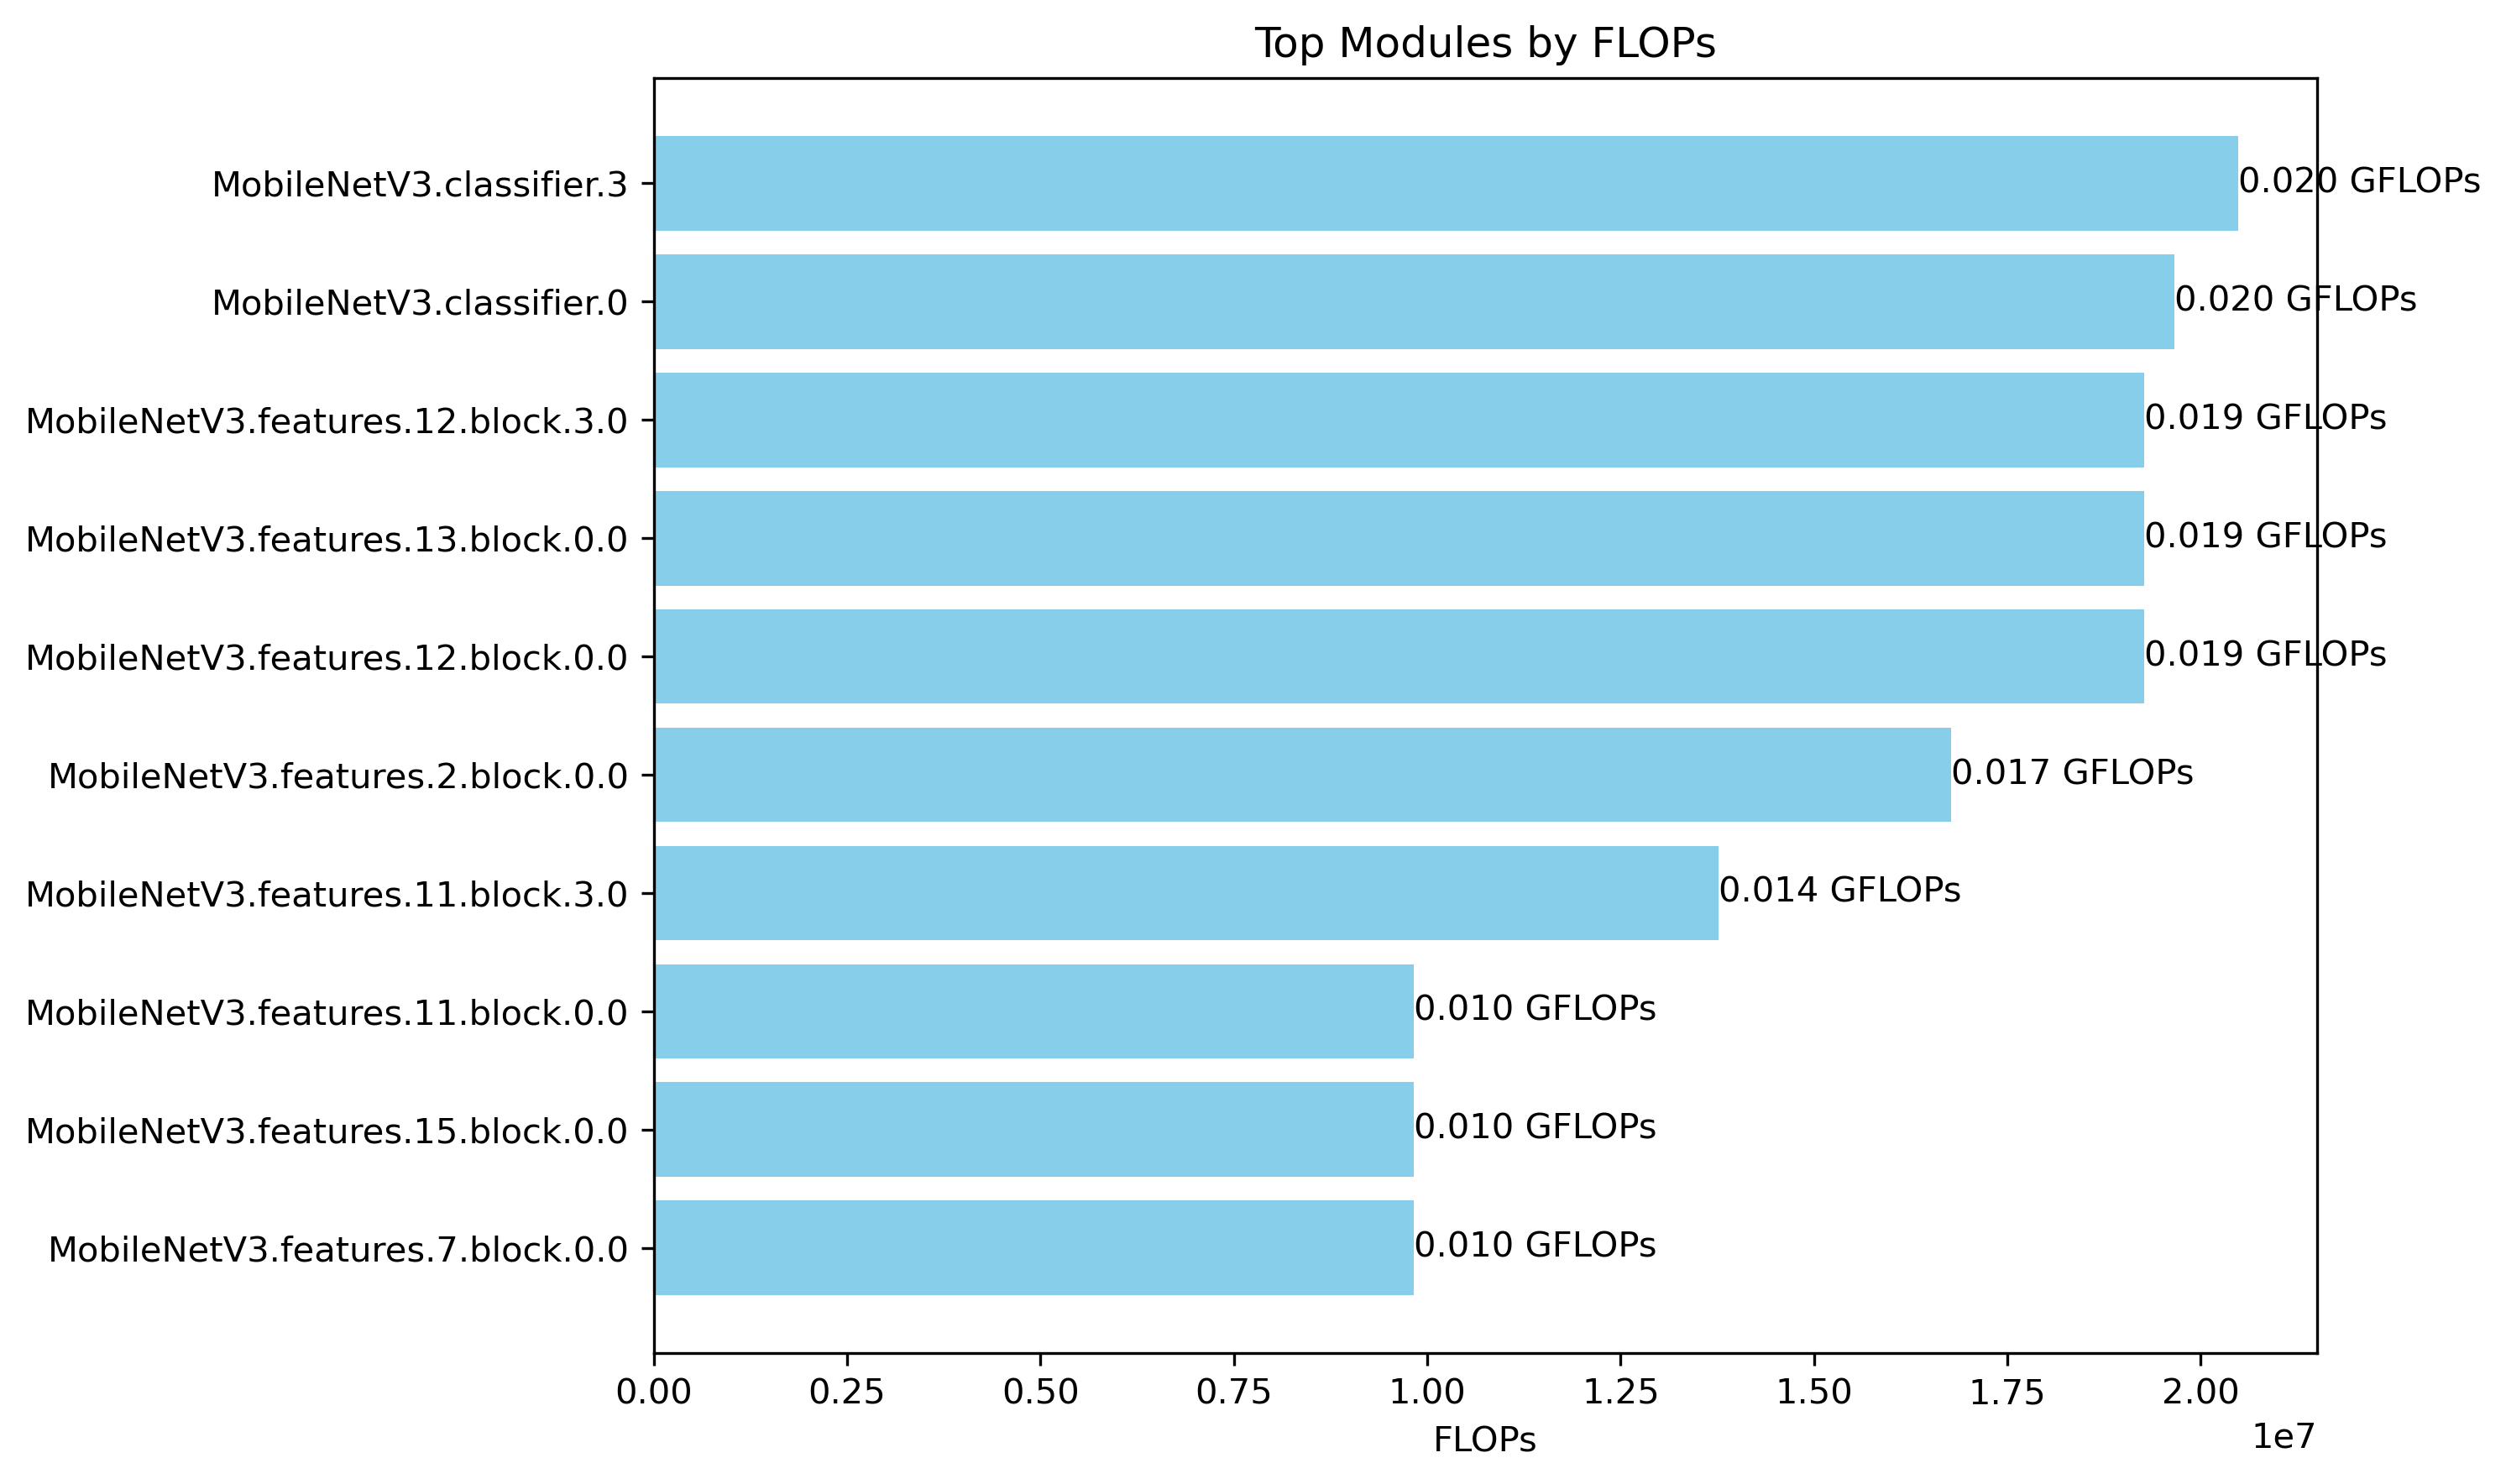 Top Modules by FLOPs
MobileNetV3.classifier.3
0.020 GFLOPs
MobileNetV3.classifier.0
0.020 GFLOPs
MobileNetV3.features.12.block.3.0
0.019 GFLOPs
MobileNetV3.features.13.block.0.0
0.019 GFLOPs
MobileNetV3.features.12.block.0.0
0.019 GFLOPs
MobileNetV3.features.2.block.0.0
0.017 GFLOPs
MobileNetV3.features.11.block.3.0
0.014 GFLOPs
MobileNetV3.features.11.block.0.0
0.010 GFLOPs
MobileNetV3.features.15.block.0.0
0.010 GFLOPs
MobileNetV3.features.7.block.0.0
0.010 GFLOPs
0.00 0.25 0.50 0.75 1.00 1.25 1.50 1.75 2.00
1e7
FLOPs